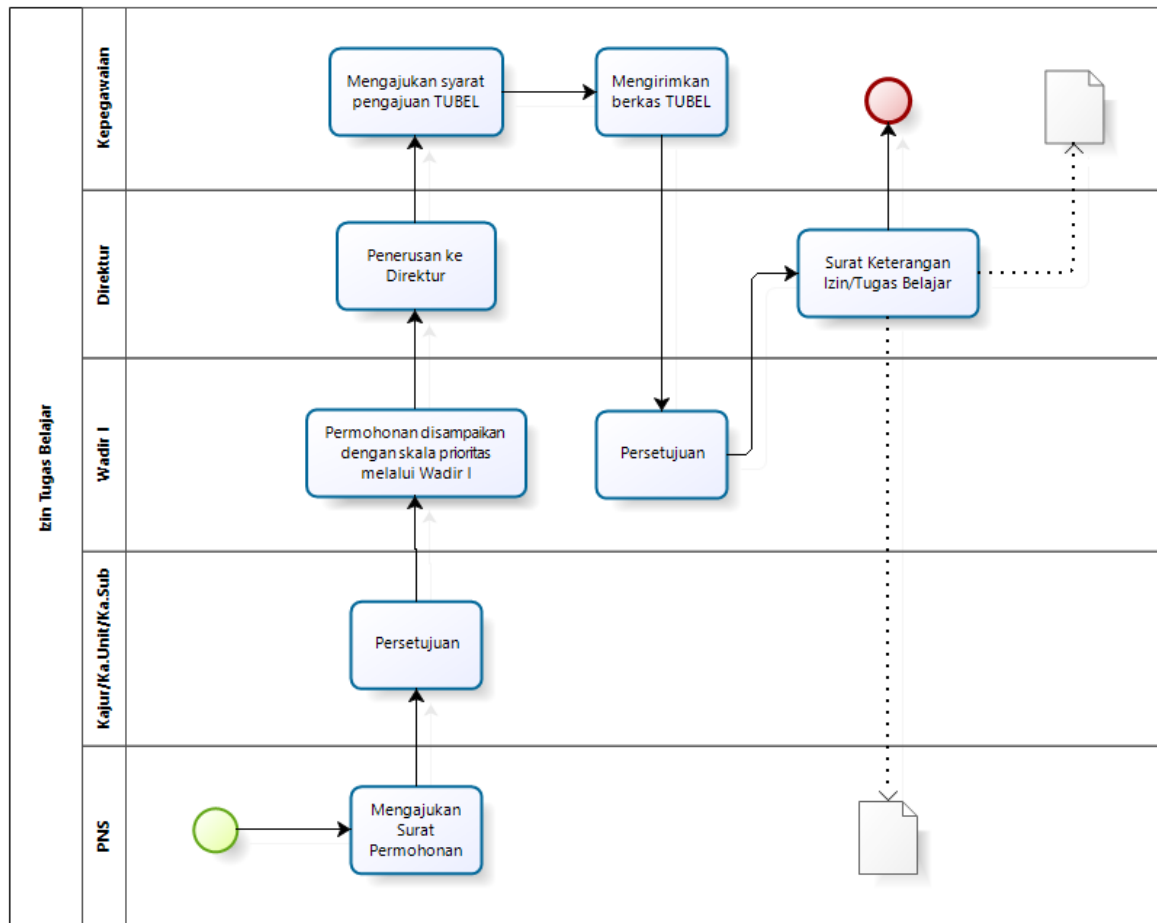 Izin Tugas Belajar
Kepegawaian
Mengajukan syarat
pengajuan TUBEL
Mengirimkan
berkas TUBEL
Direktur
Penerusan ke
Direktur
Surat Keterangan
Izin/Tugas Belajar
Wadir I
Permohonan disampaikan
dengan skala prioritas
melalui Wadir I
Persetujuan
Kajur/Ka.Unit/Ka.Sub
Persetujuan
PNS
Mengajukan
Surat
Permohonan